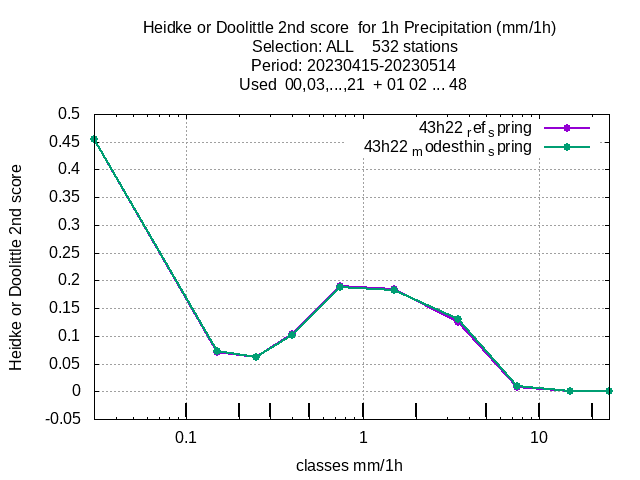 Heidke or Doolittle 2nd score  for 1h Precipitation (mm/1h)
Selection: ALL    532 stations
Period: 20230415-20230514
Used  00,03,...,21  + 01 02 ... 48
0.5
0.45
0.4
0.35
0.3
0.25
0.2
0.15
0.1
0.05
0
-0.05
Heidke or Doolittle 2nd score
43h22 ref spring
43h22 modesthin spring
0.1
1
10
classes mm/1h